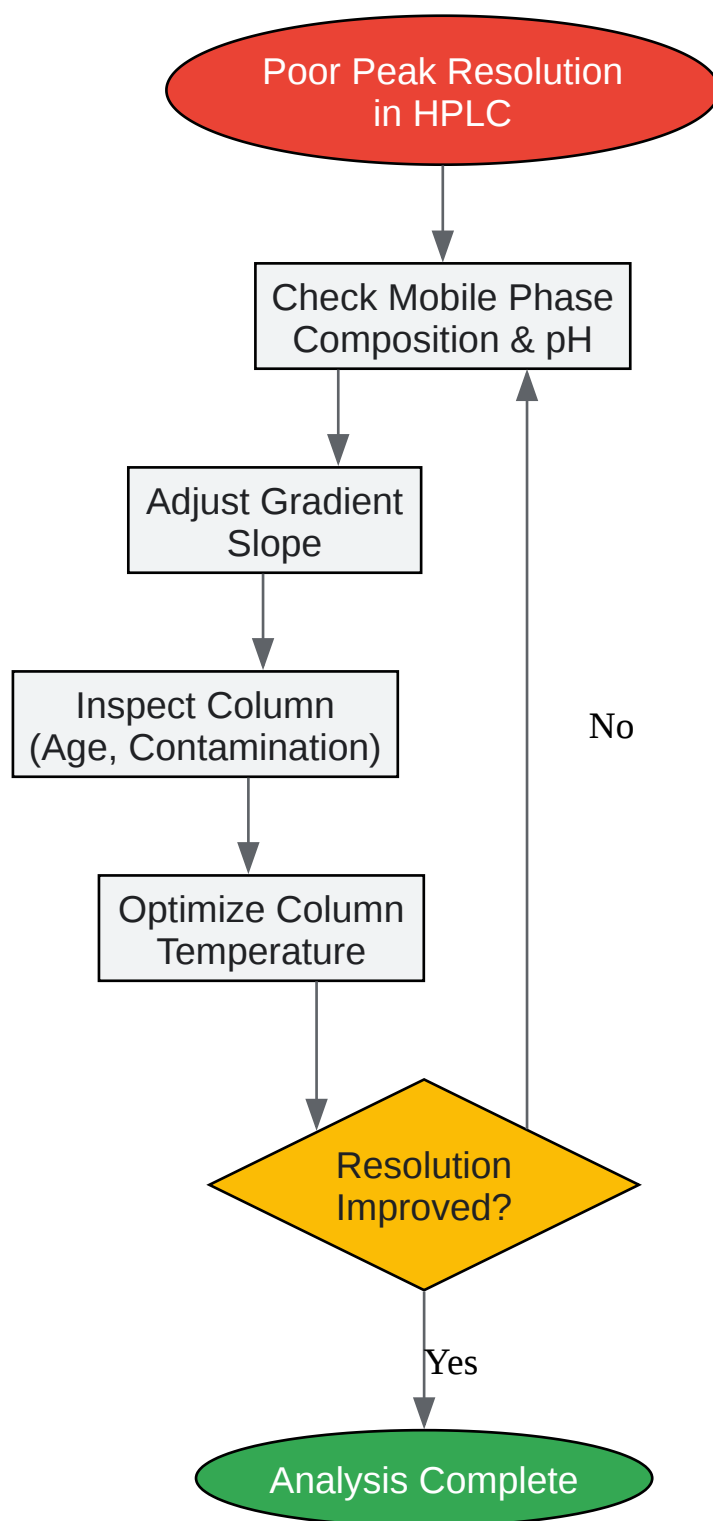 Poor Peak Resolution
in HPLC
Check Mobile Phase
Composition & pH
Adjust Gradient
Slope
Inspect Column
(Age, Contamination)
No
Optimize Column
Temperature
Resolution
Improved?
Yes
Analysis Complete